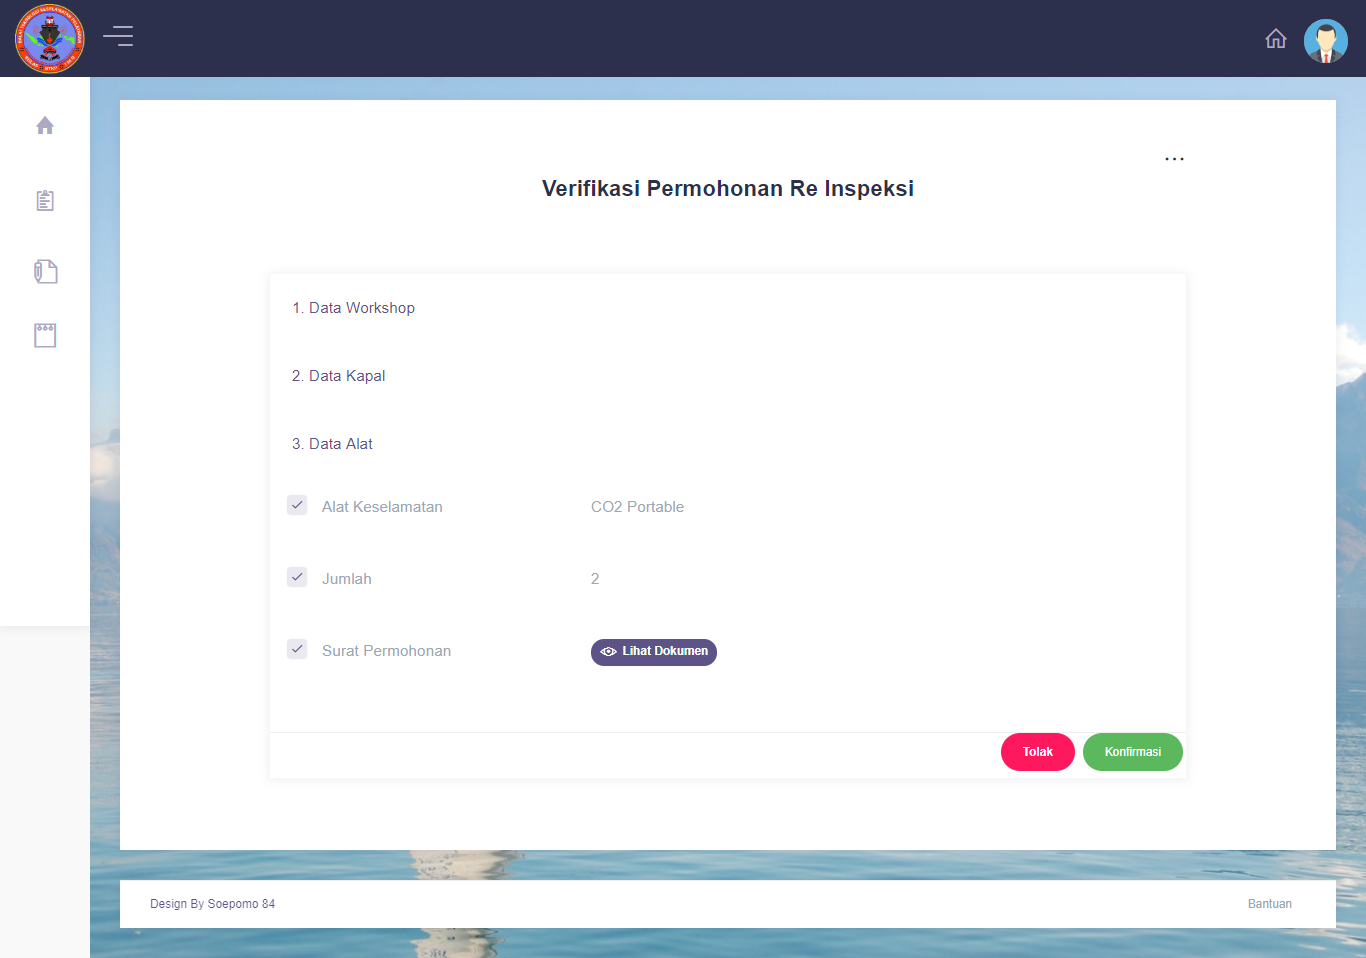 Verifikasi Permohonan Re Inspeksi
1. Data Workshop
2. Data Kapal
3. Data Alat
Alat Keselamatan CO2 Portable
Jumlah 2
Surat Permohonan Lihat Dokumen
Tolak Konfirmasi
Design By Soepomo 84 Bantuan